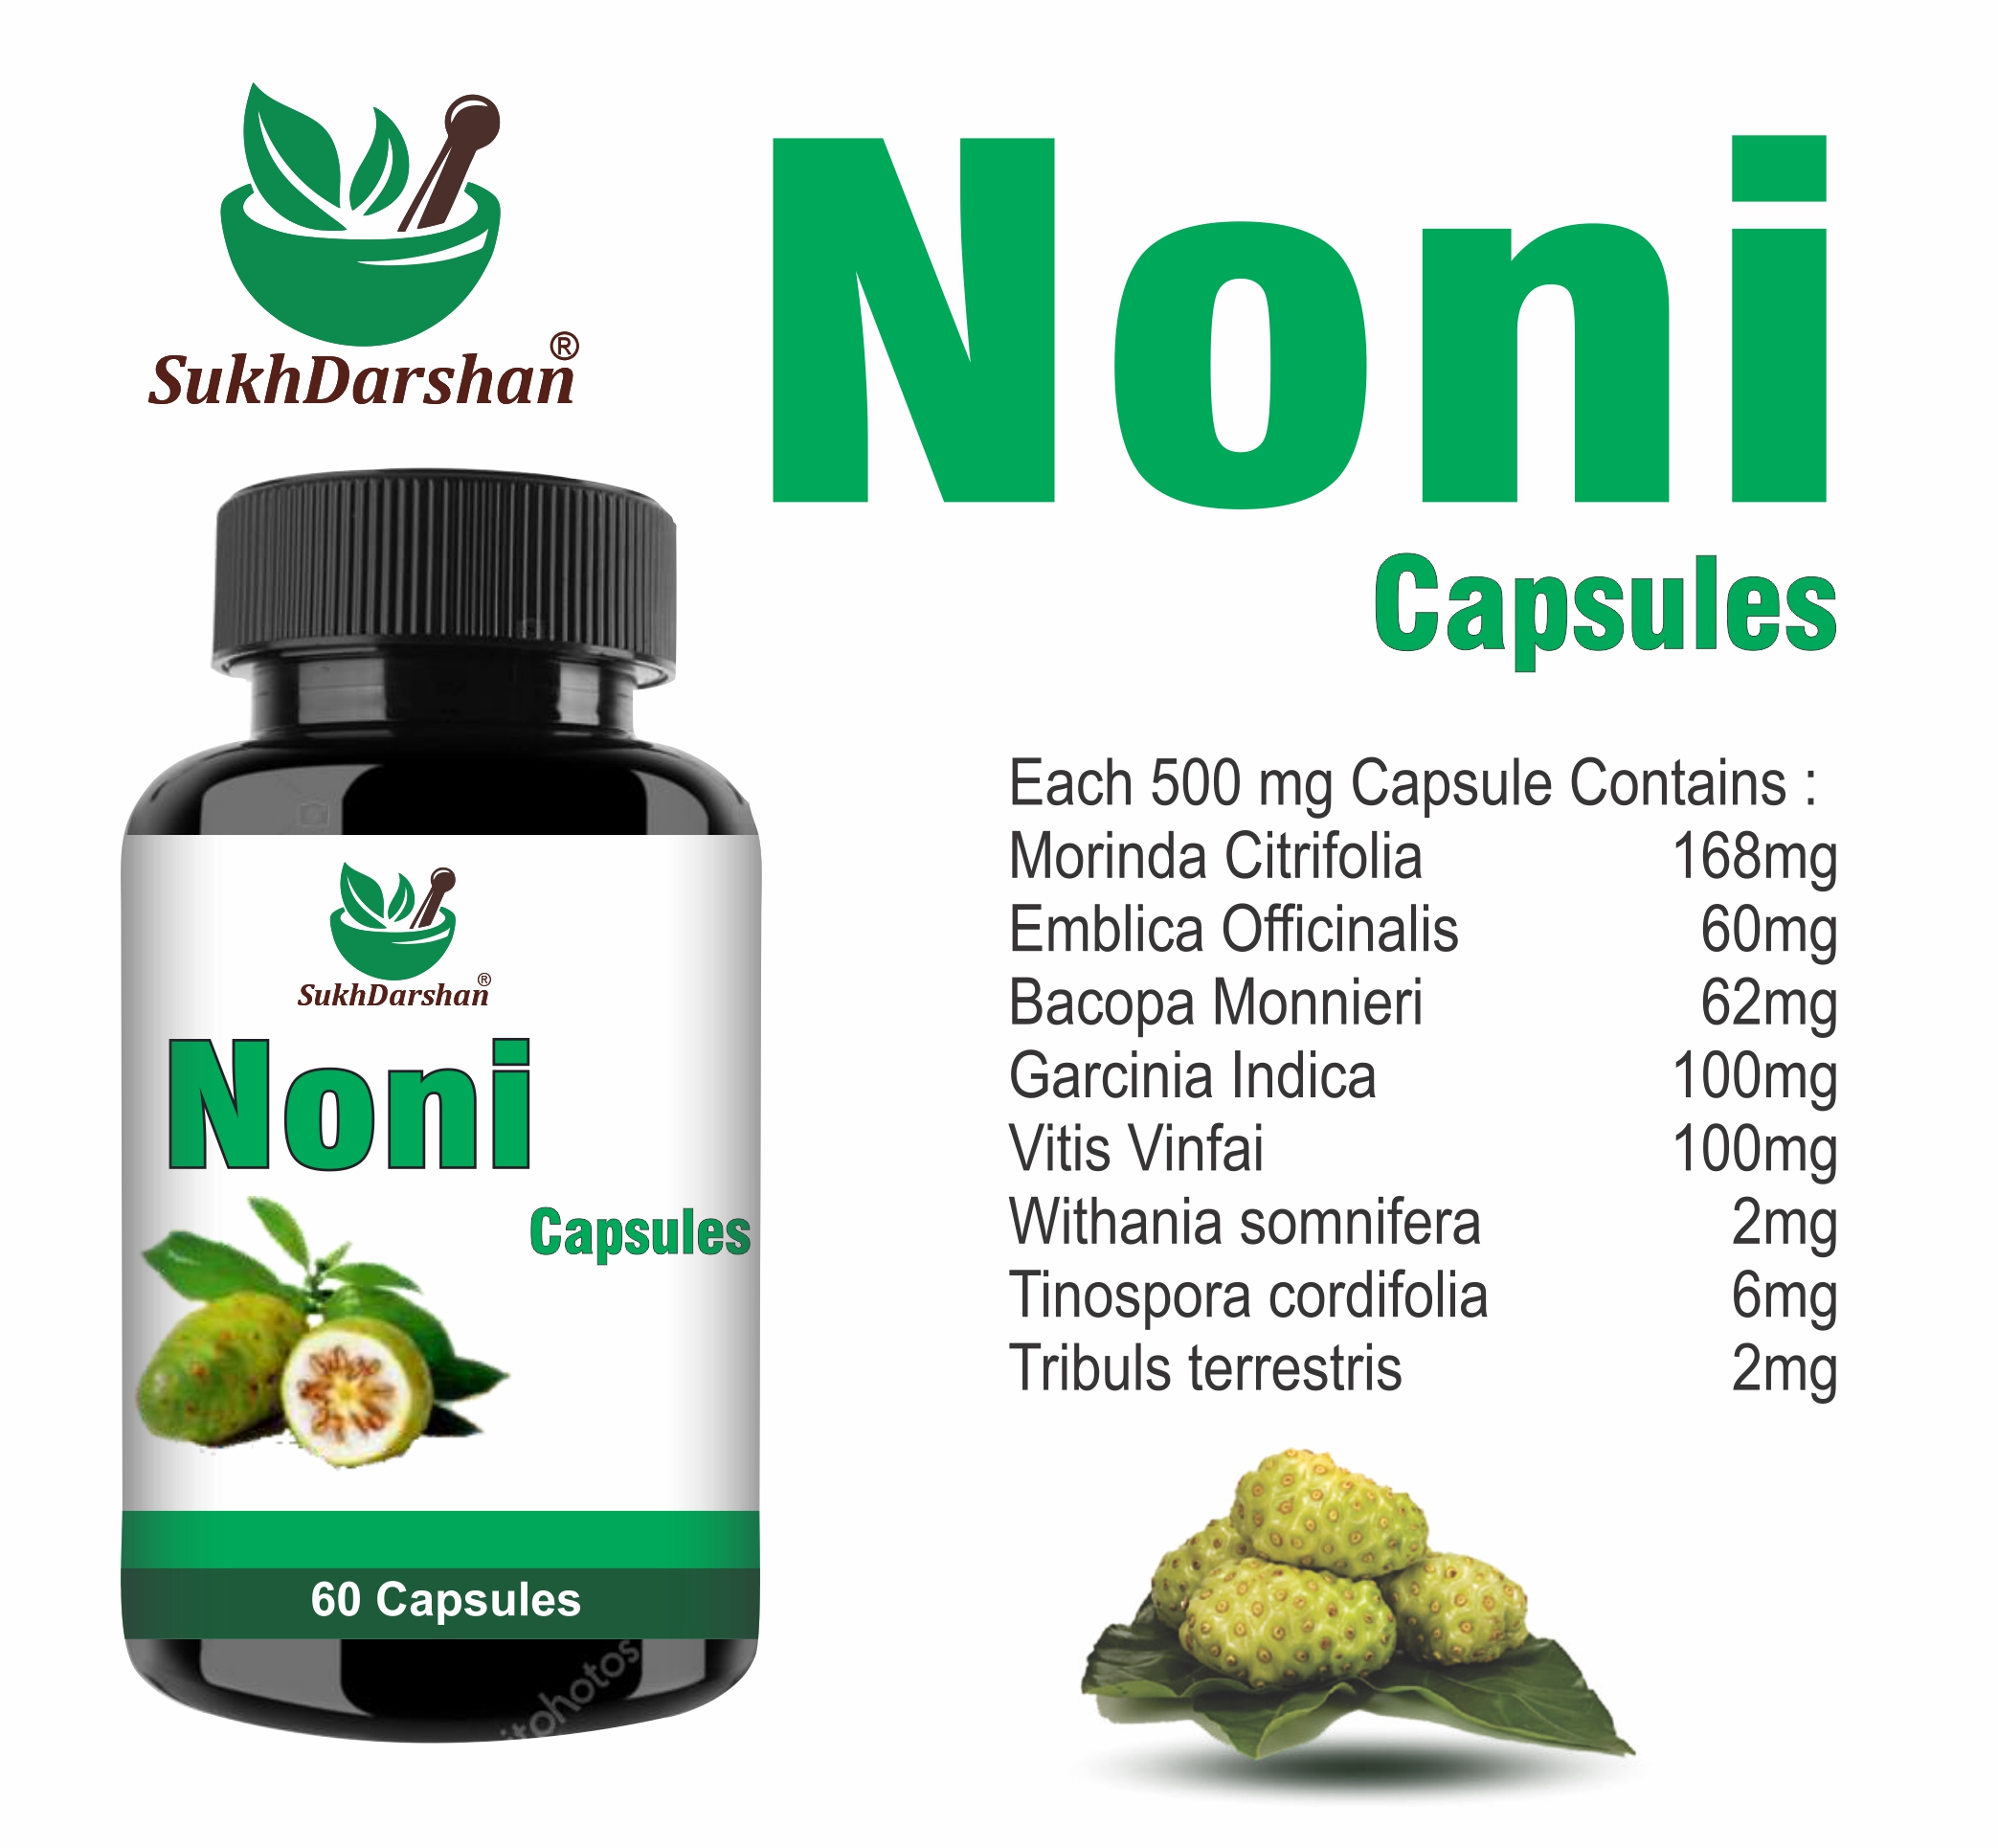 SukhDarshan®
Noni
Capsules
Each 500 mg Capsule Contains :
Morinda Citrifolia 168mg
Emblica Officinalis 60mg
Bacopa Monnieri 62mg
Garcinia Indica 100mg
Vitis Vinfai 100mg
Withania somnifera 2mg
Tinospora cordifolia 6mg
Tribuls terrestris 2mg
SukhDarshan®
Noni
Capsules
60 Capsules